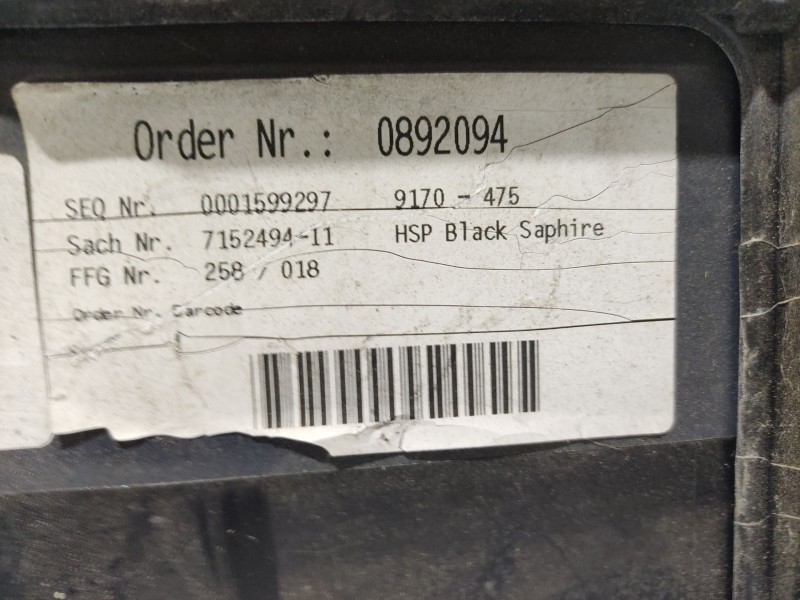 Order Nr.: 0892094
SEQ Nr. 0001599297 9170 - 475
Sach Nr. 7152494-11 HSP Black Saphire
FFG Nr. 258 / 018
Order Nr. Barcode